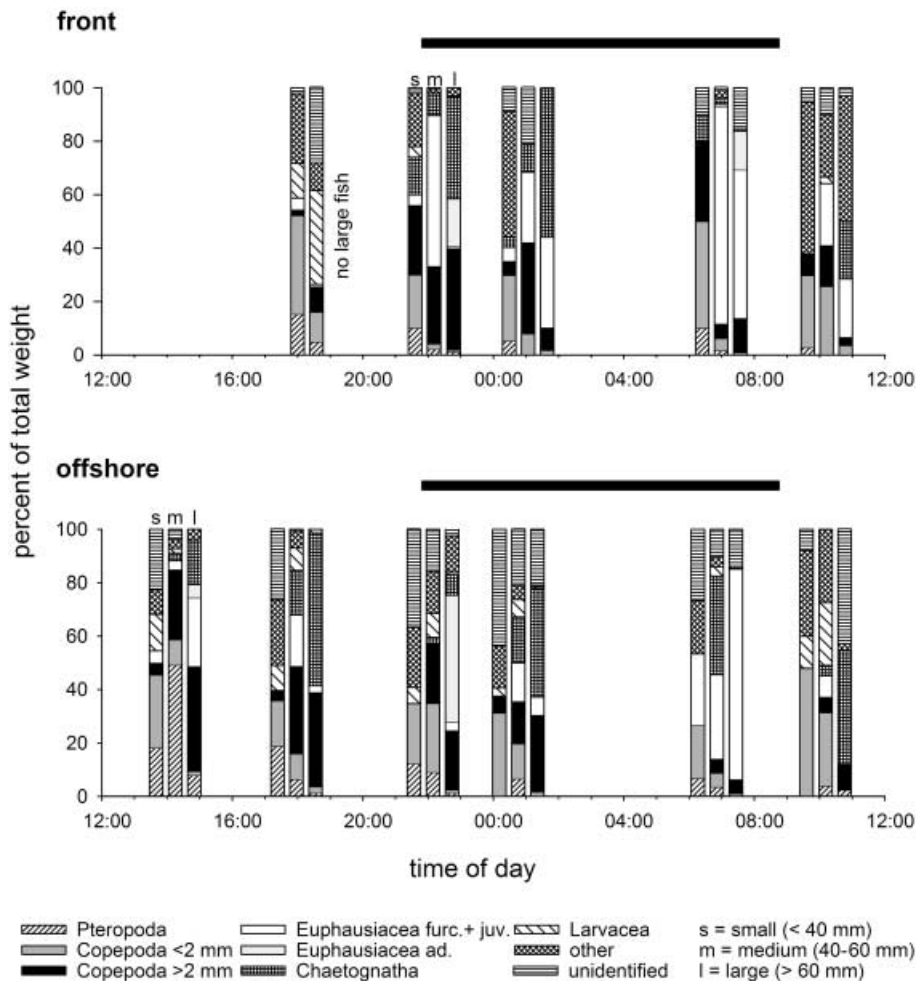 front
s m l
100
80
60
40
20
0
no large fish
12:00 16:00 20:00 00:00 04:00 08:00 12:00
percent of total weight
offshore
s m l
100
80
60
40
20
0
12:00 16:00 20:00 00:00 04:00 08:00 12:00
time of day
Pteropoda Euphausiacea furc.+ juv. Larvacea s = small (< 40 mm)
Copepoda <2 mm Euphausiacea ad. other m = medium (40-60 mm)
Copepoda >2 mm Chaetognatha unidentified l = large (> 60 mm)